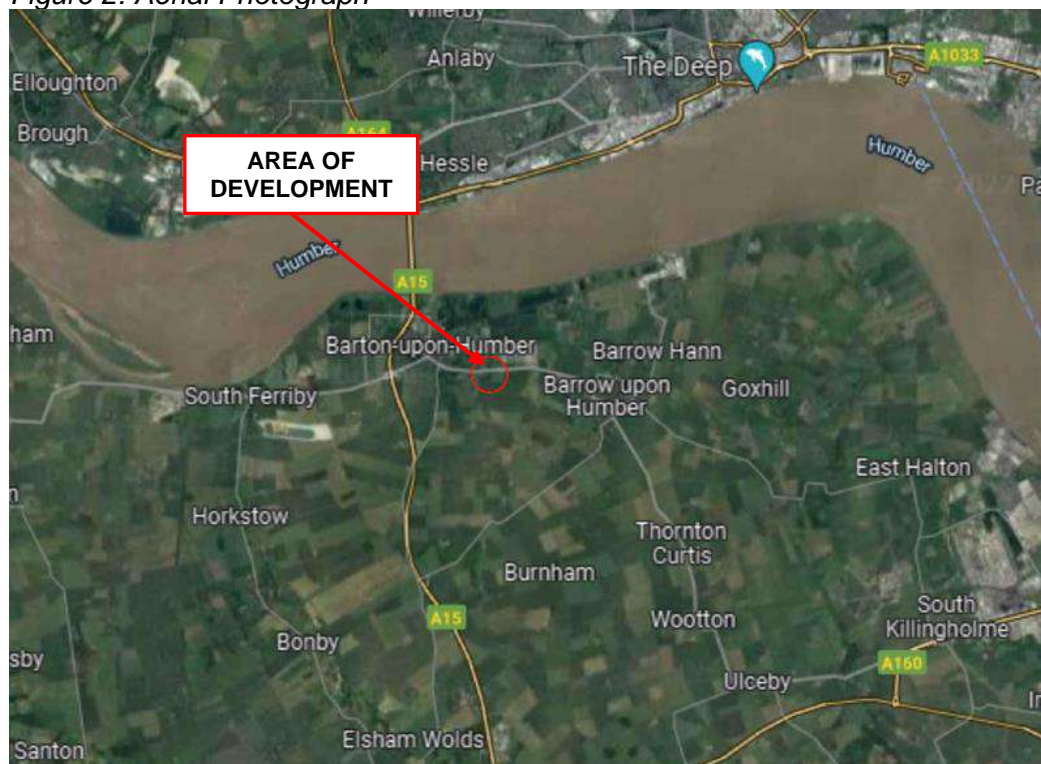 Figure 2: Aerial Photograph
Willerby
Anlaby
The Deep
A1033
Elloughton
Brough
A164
Hessle
AREA OF
DEVELOPMENT
Humber
Humber
A15
Barton-upon-Humber
Barrow Hann
South Ferriby
Barrow upon
Humber
Goxhill
East Halton
Horkstow
Thornton
Curtis
Burnham
A15
Wootton
South
Killingholme
Bonby
A160
Ulceby
Elsham Wolds
Santon